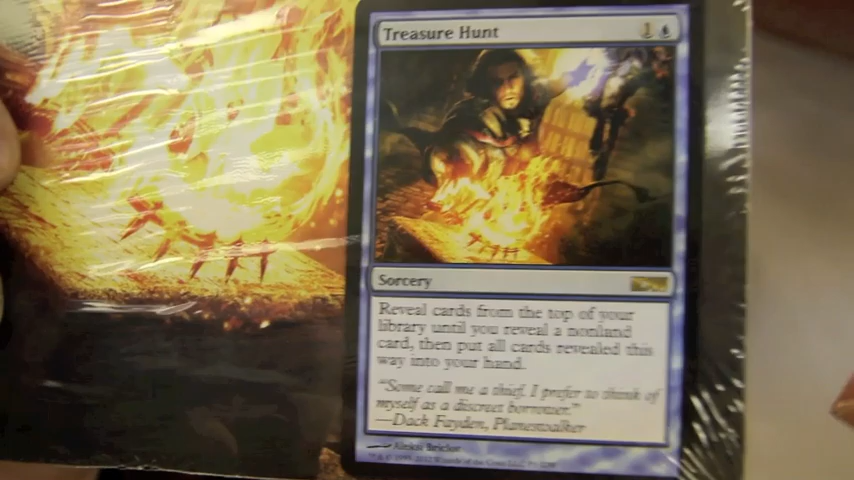 Treasure Hunt 1
Sorcery
Reveal cards from the top of your
library until you reveal a nonland
card, then put all cards revealed this
way into your hand.
"Some call me a thief. I prefer to think of
myself as a discreet borrower."
—Dack Fayden, Planeswalker
Aleksi Briclot